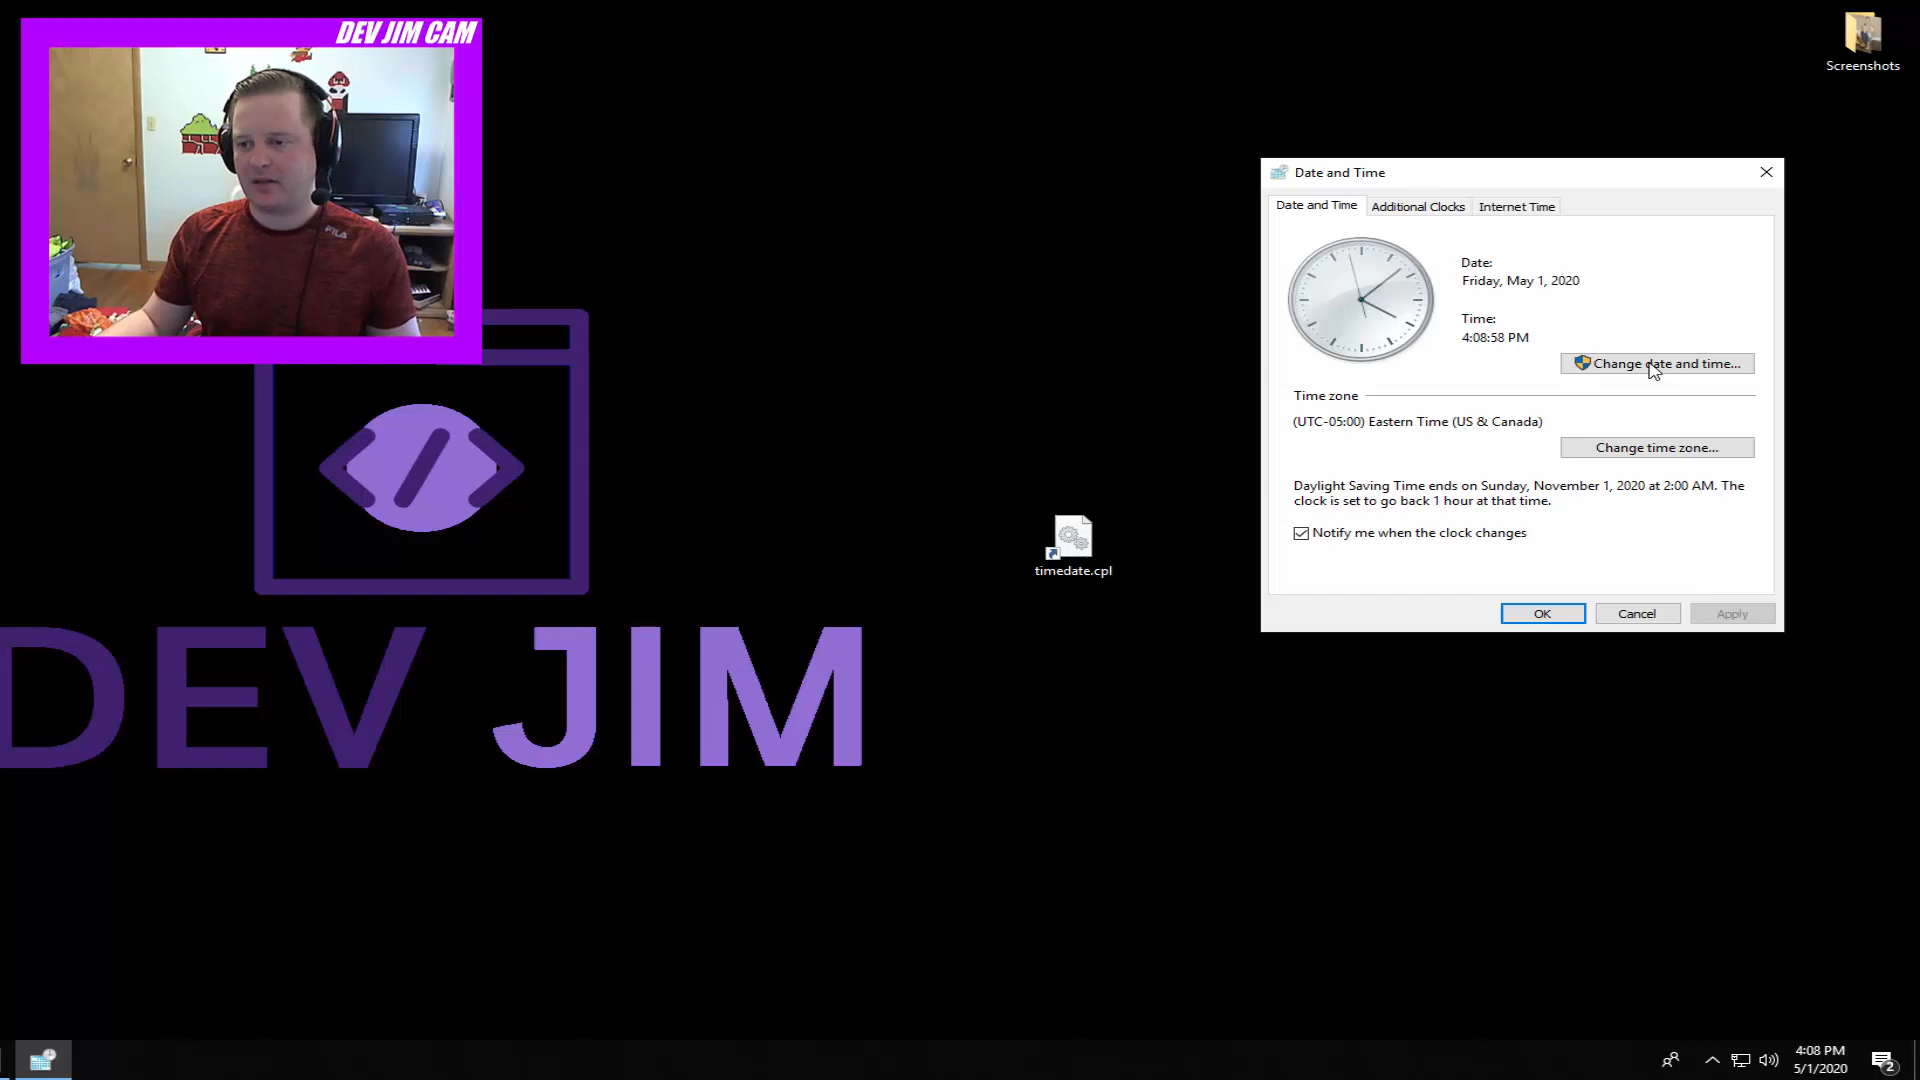 DEV JIM CAM
FILA
Screenshots
Date and Time
Date and Time
Additional Clocks
Internet Time
Date:
Friday, May 1, 2020
Time:
4:08:58 PM
Change date and time...
Time zone
(UTC-05:00) Eastern Time (US & Canada)
Change time zone...
Daylight Saving Time ends on Sunday, November 1, 2020 at 2:00 AM. The
clock is set to go back 1 hour at that time.
Notify me when the clock changes
OK
Cancel
Apply
timedate.cpl
DEV JIM
4:08 PM
5/1/2020
2